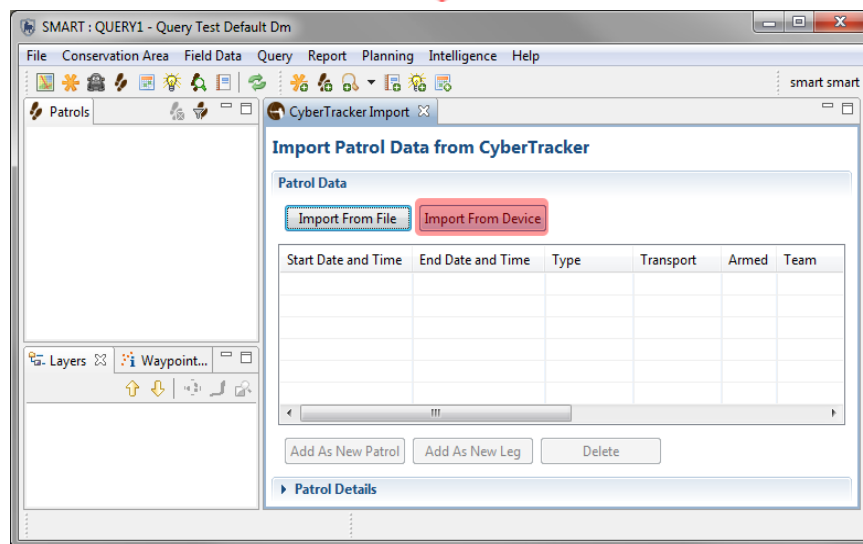 SMART : QUERY1 - Query Test Default Dm
File Conservation Area Field Data Query Report Planning Intelligence Help
smart smart
Patrols
CyberTracker Import
Import Patrol Data from CyberTracker
Patrol Data
Import From File Import From Device
Start Date and Time End Date and Time Type Transport Armed Team
Layers Waypoint...
Add As New Patrol Add As New Leg Delete
Patrol Details